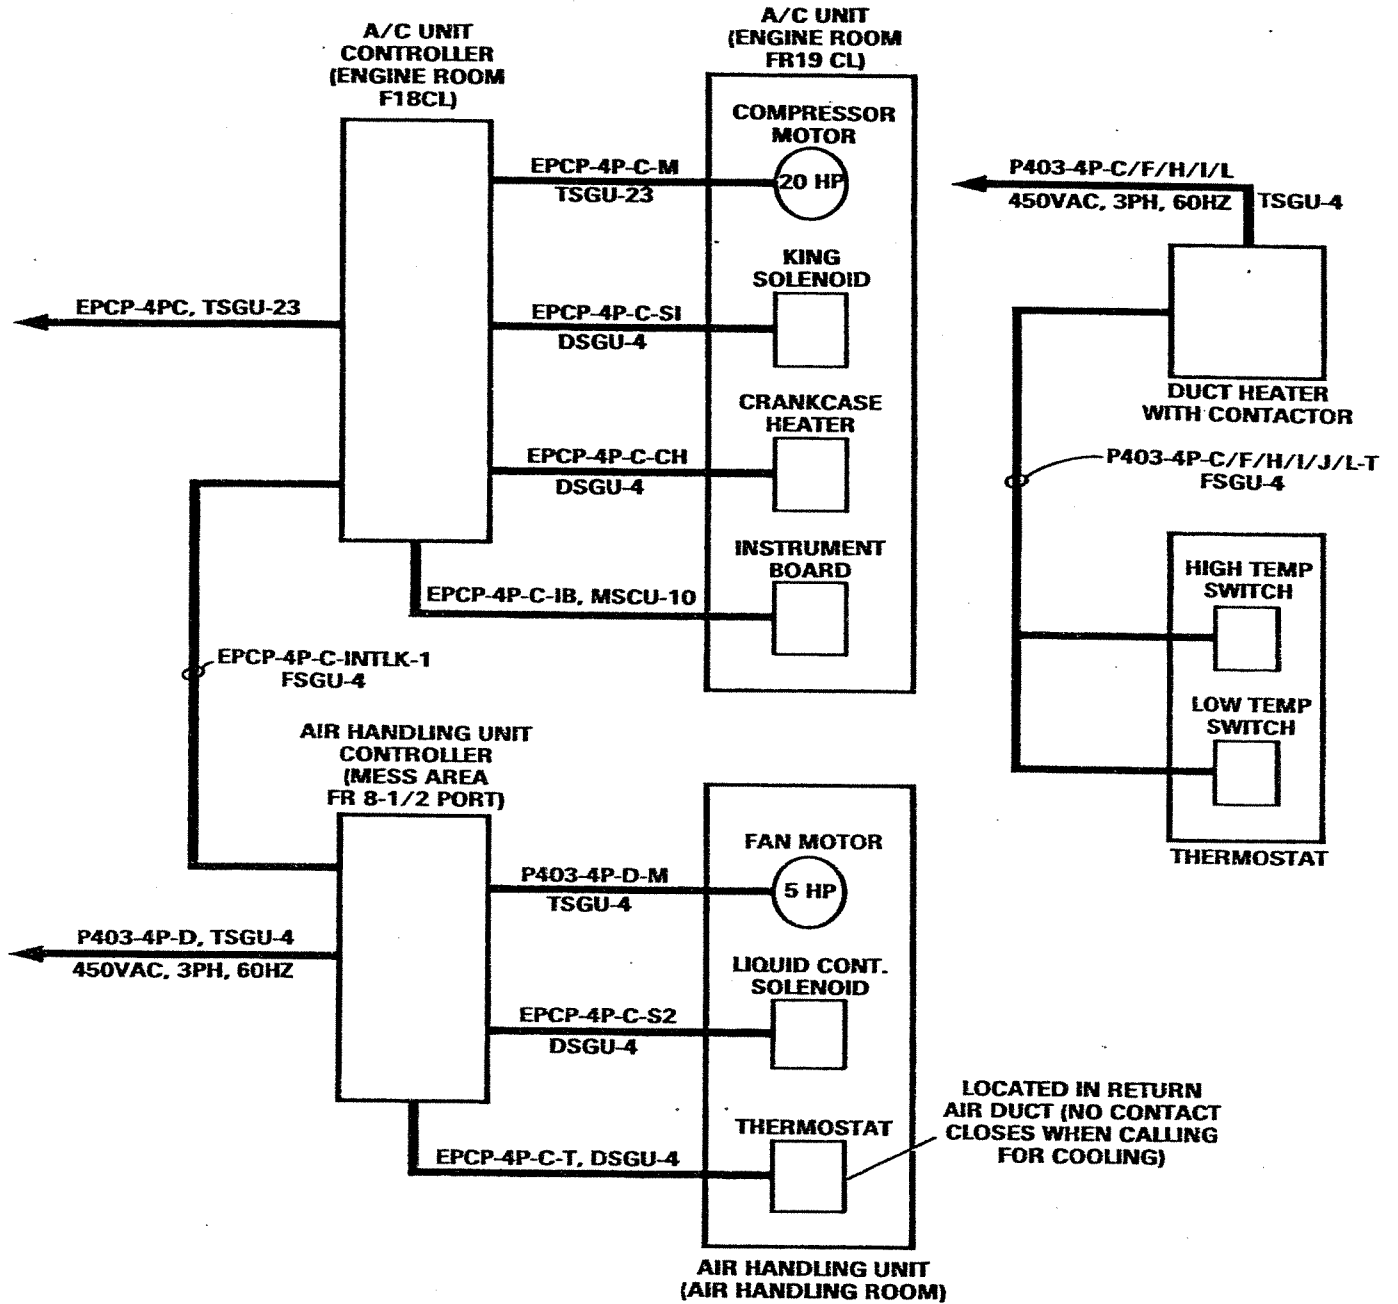 A/C UNIT
CONTROLLER
(ENGINE ROOM
F18CL)
A/C UNIT
(ENGINE ROOM
FR19 CL)
COMPRESSOR
MOTOR
20 HP
EPCP-4P-C-M
TSGU-23
P403-4P-C/F/H/I/L
450VAC, 3PH, 60HZ
TSGU-4
KING
SOLENOID
EPCP-4PC, TSGU-23
EPCP-4P-C-SI
DSGU-4
DUCT HEATER
WITH CONTACTOR
CRANKCASE
HEATER
EPCP-4P-C-CH
DSGU-4
P403-4P-C/F/H/I/J/L-T
FSGU-4
INSTRUMENT
BOARD
EPCP-4P-C-IB, MSCU-10
HIGH TEMP
SWITCH
EPCP-4P-C-INTLK-1
FSGU-4
LOW TEMP
SWITCH
THERMOSTAT
AIR HANDLING UNIT
CONTROLLER
(MESS AREA
FR 8-1/2 PORT)
FAN MOTOR
5 HP
P403-4P-D-M
TSGU-4
P403-4P-D, TSGU-4
450VAC, 3PH, 60HZ
LIQUID CONT.
SOLENOID
EPCP-4P-C-S2
DSGU-4
THERMOSTAT
EPCP-4P-C-T, DSGU-4
LOCATED IN RETURN
AIR DUCT (NO CONTACT
CLOSES WHEN CALLING
FOR COOLING)
AIR HANDLING UNIT
(AIR HANDLING ROOM)